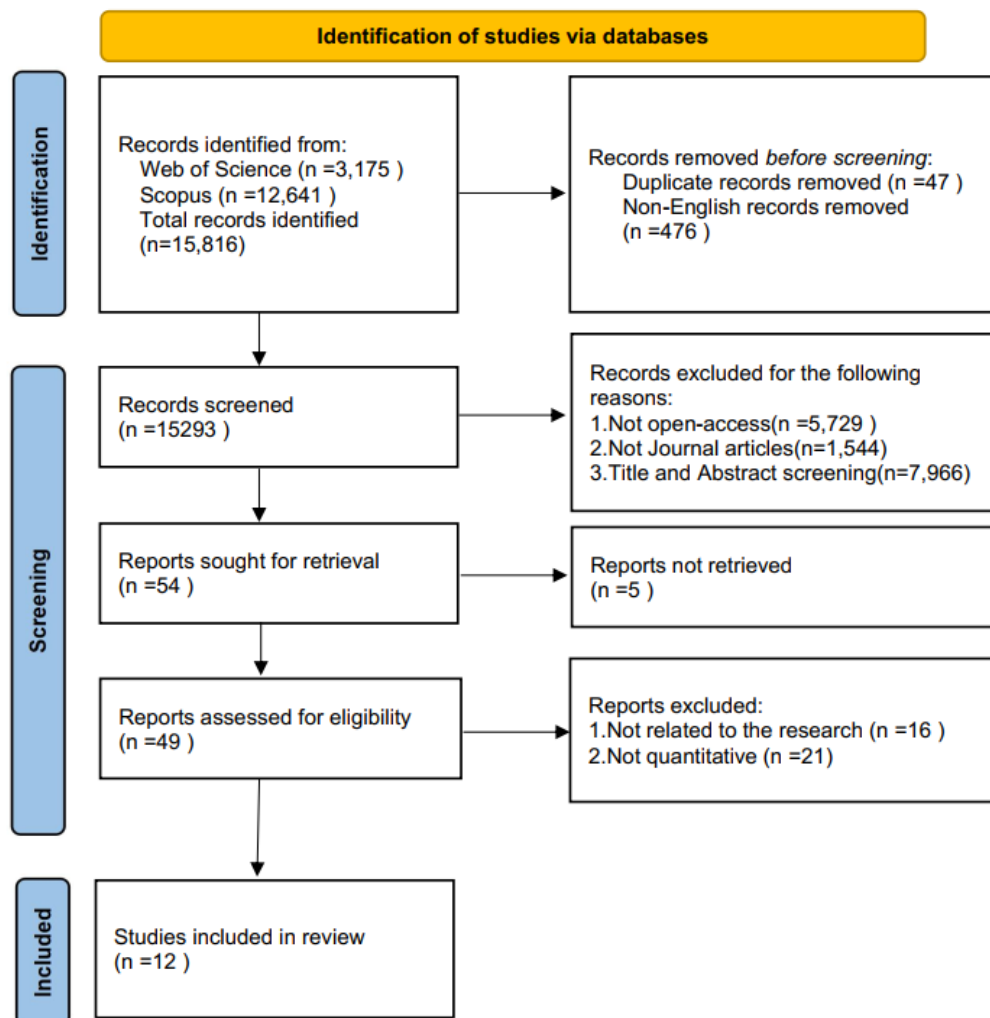 Identification of studies via databases
Identification
Records identified from:
Web of Science (n =3,175 )
Scopus (n =12,641 )
Total records identified
(n=15,816)
Records removed before screening:
Duplicate records removed (n =47 )
Non-English records removed
(n =476 )
Screening
Records screened
(n =15293 )
Records excluded for the following
reasons:
1.Not open-access(n =5,729 )
2.Not Journal articles(n=1,544)
3.Title and Abstract screening(n=7,966)
Reports sought for retrieval
(n =54 )
Reports not retrieved
(n =5 )
Reports assessed for eligibility
(n =49 )
Reports excluded:
1.Not related to the research (n =16 )
2.Not quantitative (n =21)
Included
Studies included in review
(n =12 )